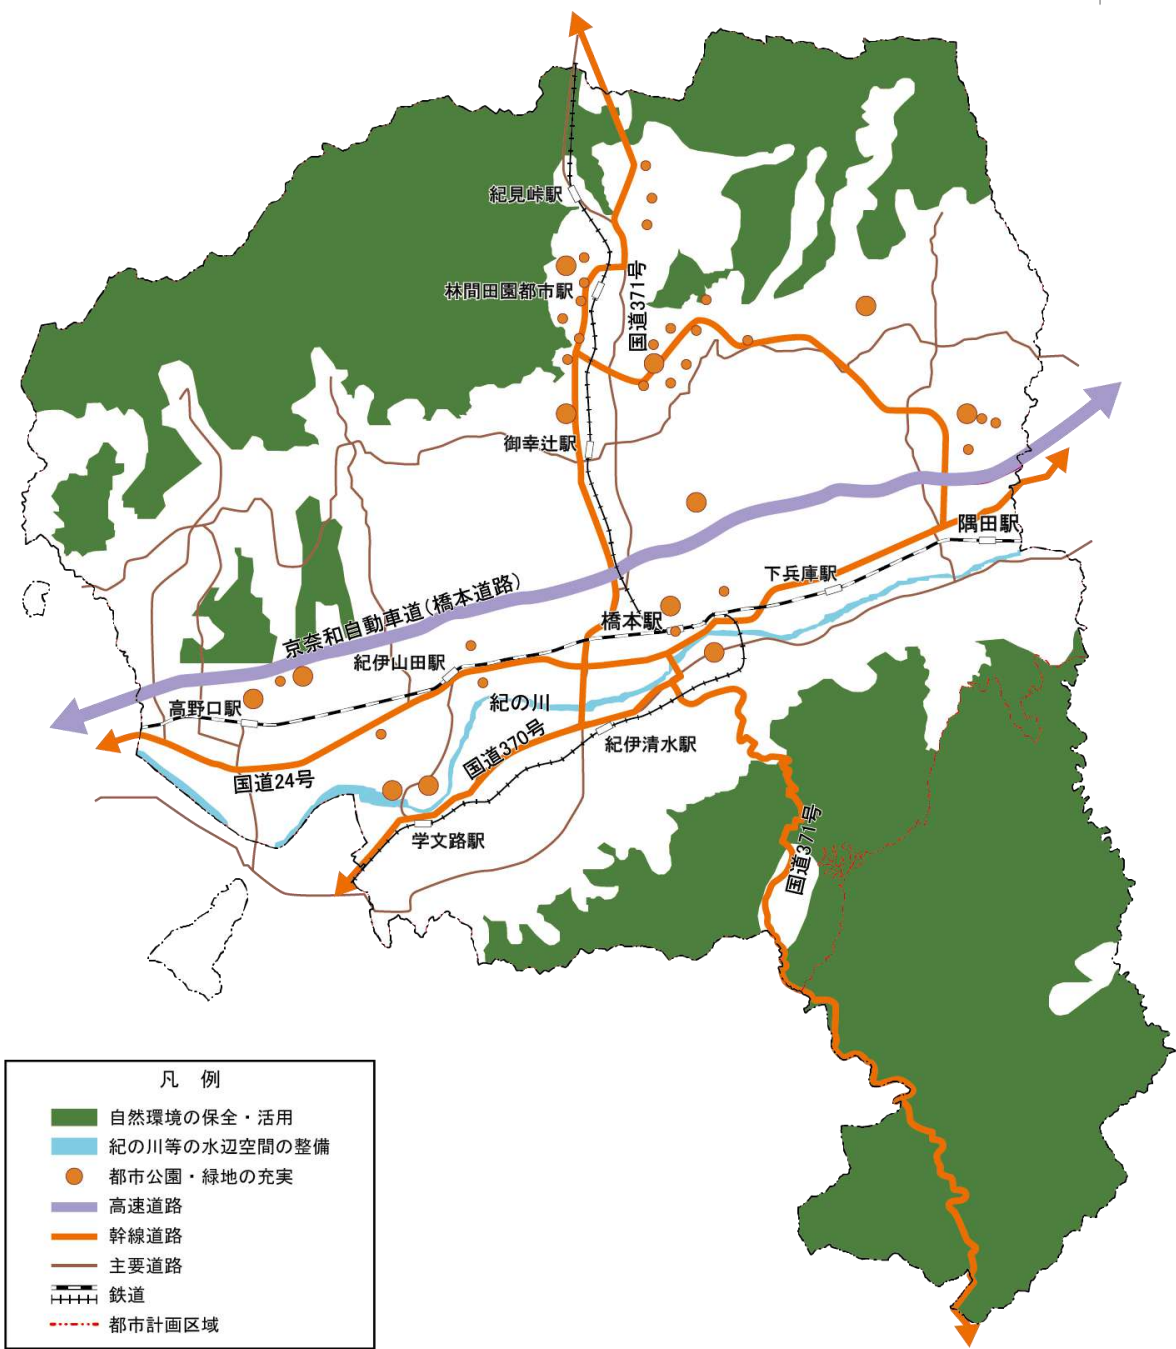 紀見峠駅
林間田園都市駅
国道371号
御幸辻駅
隅田駅
下兵庫駅
京奈和自動車道(橋本道路)
橋本駅
紀伊山田駅
紀の川
高野口駅
国道370号
紀伊清水駅
国道24号
学文路駅
国道371号
凡 例
自然環境の保全・活用
紀の川等の水辺空間の整備
都市公園・緑地の充実
高速道路
幹線道路
主要道路
鉄道
都市計画区域